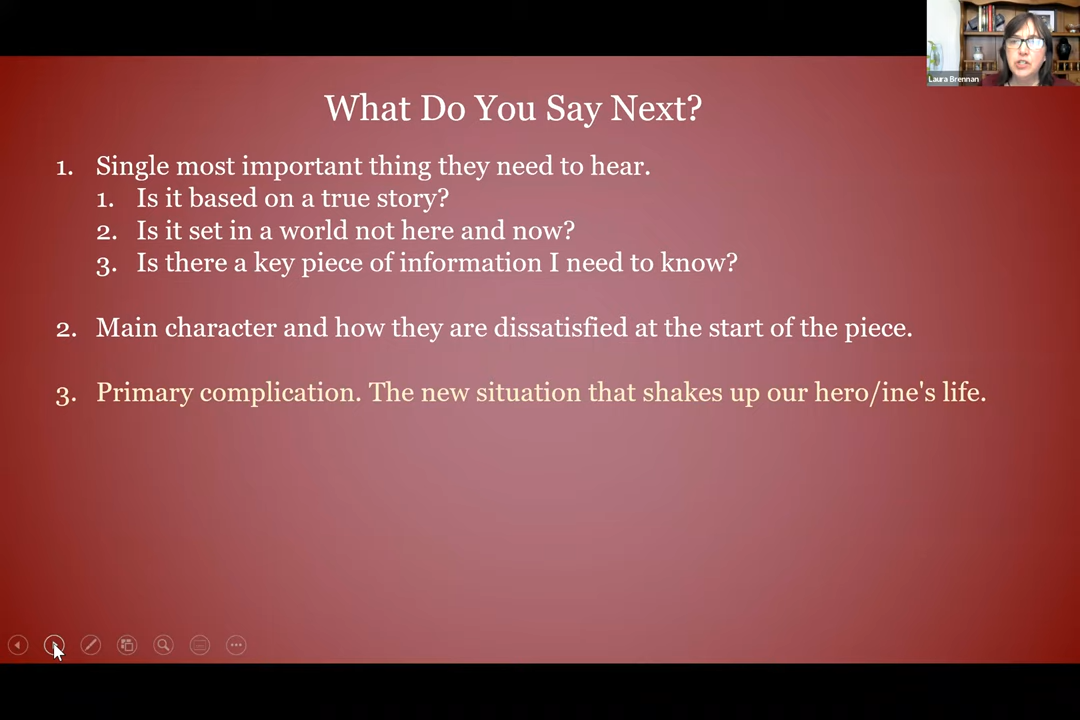 Laura Brennan
What Do You Say Next?
1. Single most important thing they need to hear.
1. Is it based on a true story?
2. Is it set in a world not here and now?
3. Is there a key piece of information I need to know?
2. Main character and how they are dissatisfied at the start of the piece.
3. Primary complication. The new situation that shakes up our hero/ine's life.